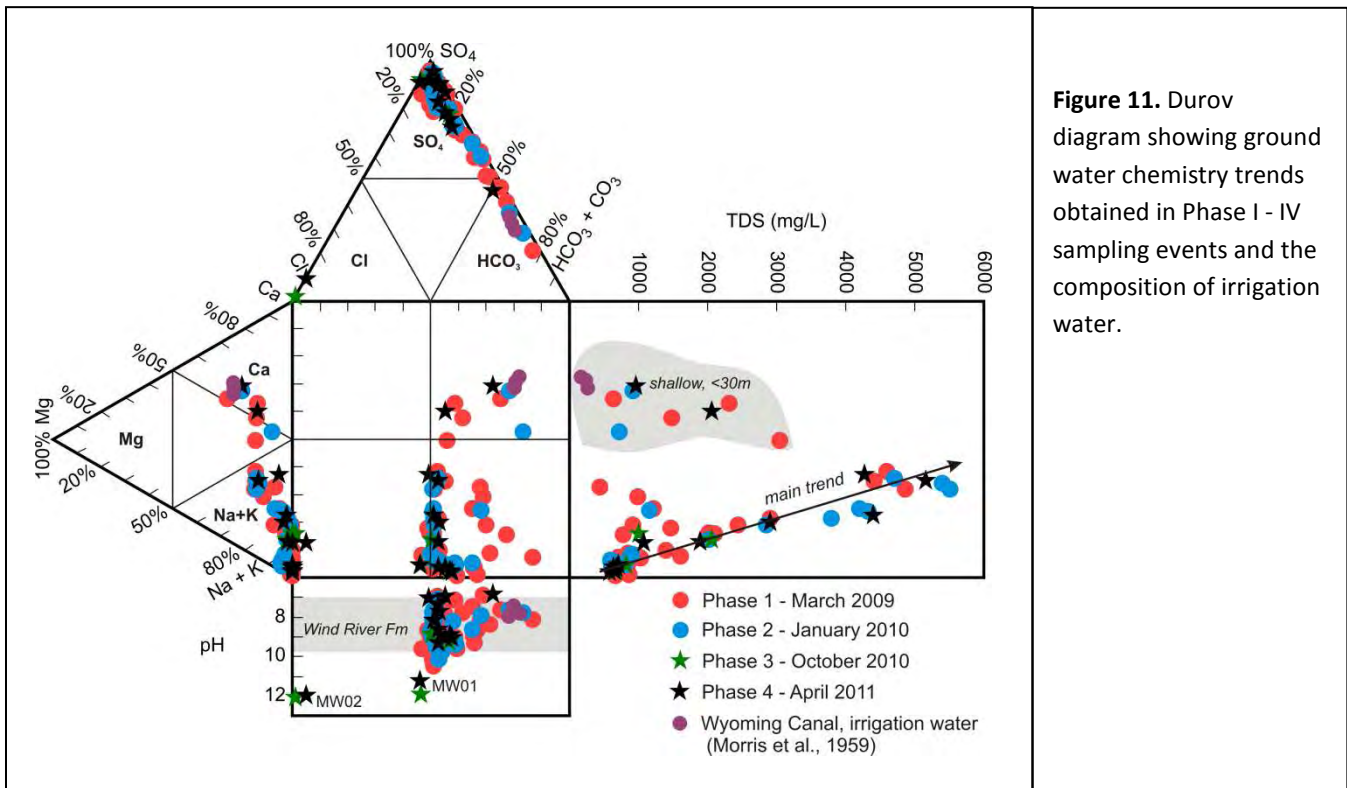 100% SO₄
20%
20%
SO₄
50%
50%
80%
80%
Cl
Cl
HCO₃
HCO₃ + CO₃
TDS (mg/L)
1000
2000
3000
4000
5000
6000
Ca
80%
50%
Ca
20%
100% Mg
Mg
20%
50%
Na+K
80%
Na + K
shallow, <30m
main trend
pH
8
10
12
Wind River Fm
MW01
MW02
Phase 1 - March 2009
Phase 2 - January 2010
Phase 3 - October 2010
Phase 4 - April 2011
Wyoming Canal, irrigation water
(Morris et al., 1959)
Figure 11. Durov
diagram showing ground
water chemistry trends
obtained in Phase I - IV
sampling events and the
composition of irrigation
water.